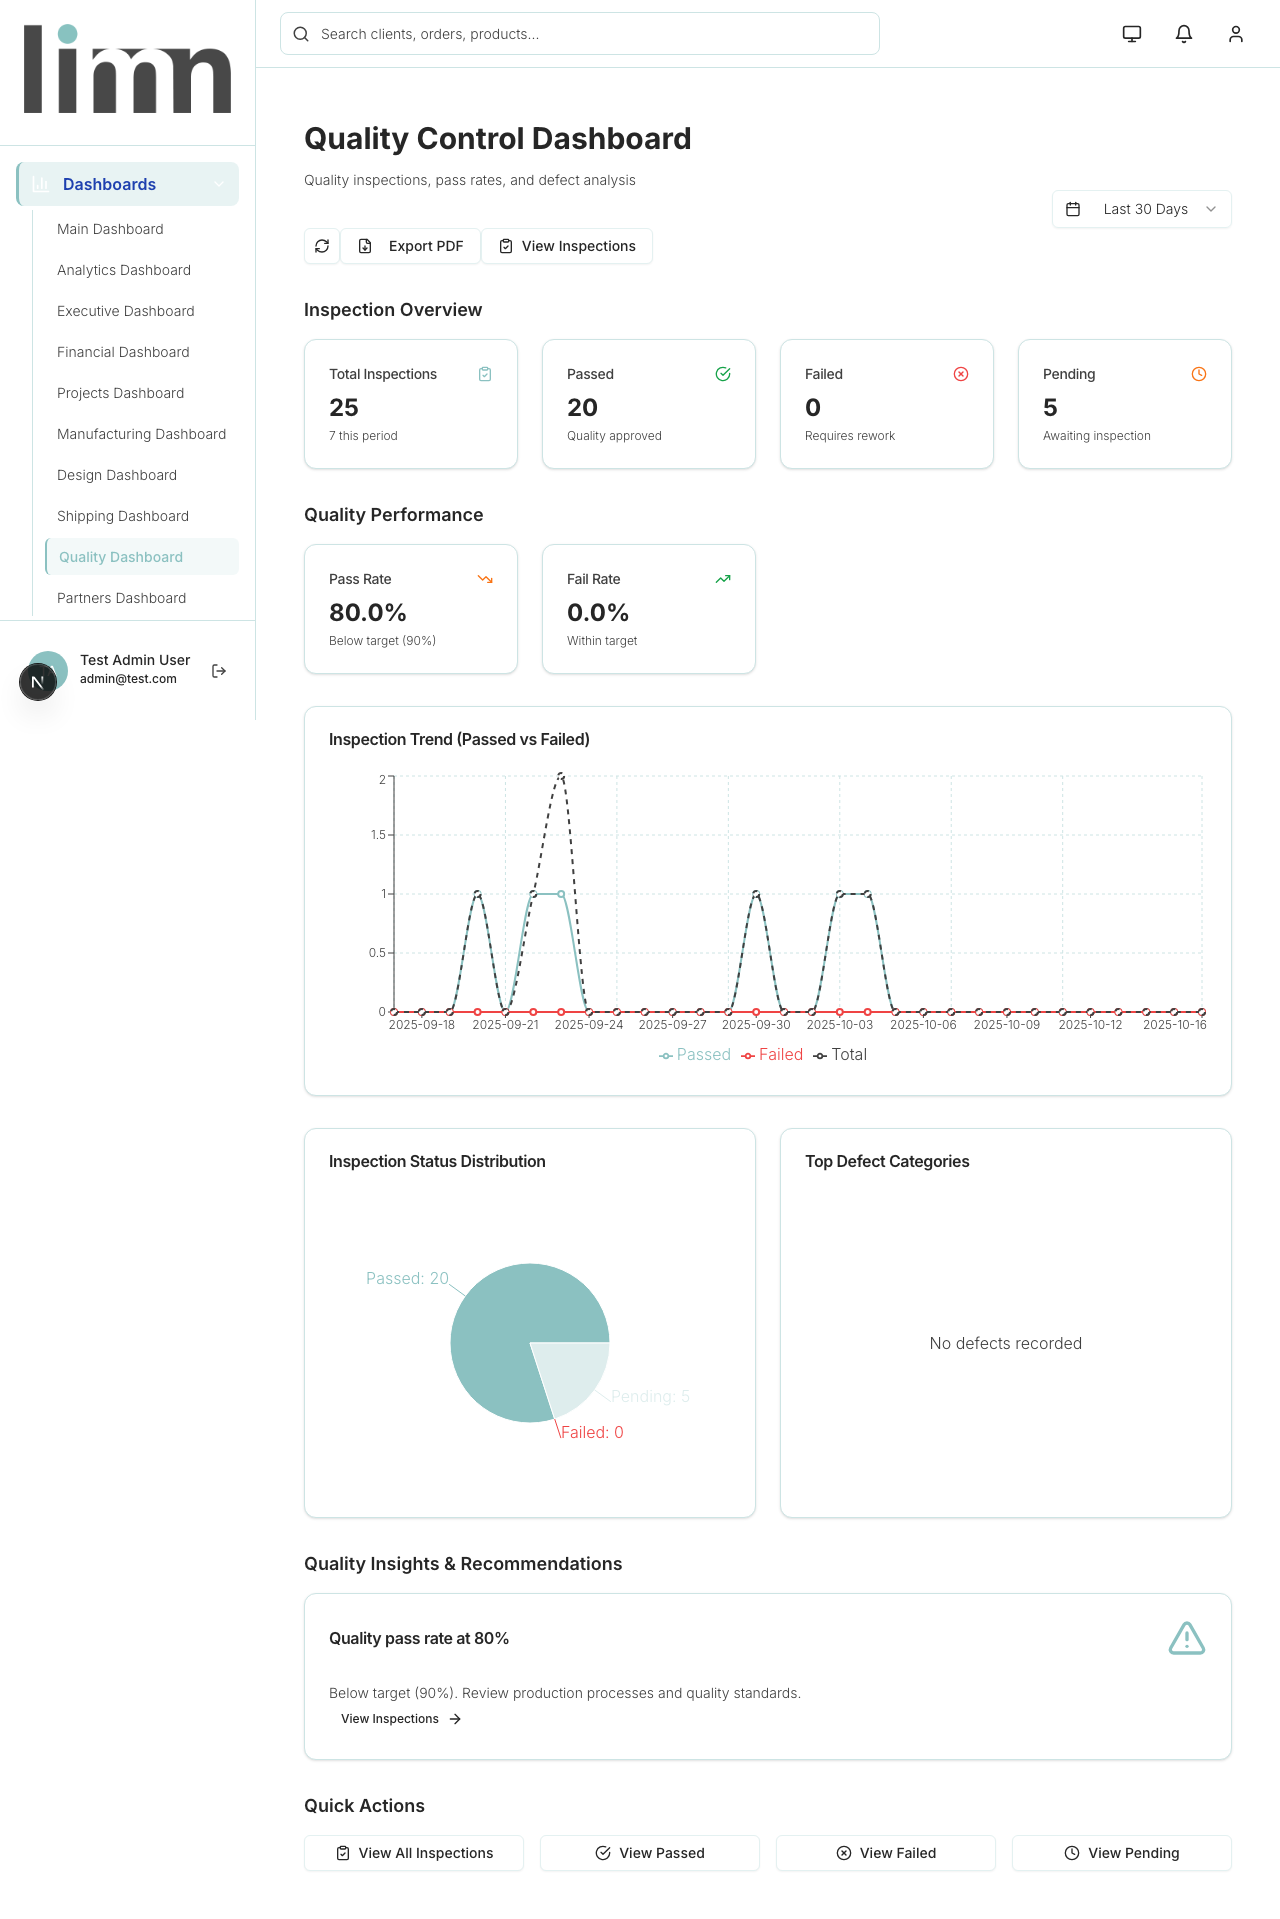 limn
Search clients, orders, products...
Dashboards
Main Dashboard
Analytics Dashboard
Executive Dashboard
Financial Dashboard
Projects Dashboard
Manufacturing Dashboard
Design Dashboard
Shipping Dashboard
Quality Dashboard
Partners Dashboard
Test Admin User
admin@test.com
N
Quality Control Dashboard
Quality inspections, pass rates, and defect analysis
Last 30 Days
Export PDF
View Inspections
Inspection Overview
Total Inspections
25
7 this period
Passed
20
Quality approved
Failed
0
Requires rework
Pending
5
Awaiting inspection
Quality Performance
Pass Rate
80.0%
Below target (90%)
Fail Rate
0.0%
Within target
Inspection Trend (Passed vs Failed)
2
1.5
1
0.5
0
2025-09-18 2025-09-21 2025-09-24 2025-09-27 2025-09-30 2025-10-03 2025-10-06 2025-10-09 2025-10-12 2025-10-16
Passed Failed Total
Inspection Status Distribution
Passed: 20
Pending: 5
Failed: 0
Top Defect Categories
No defects recorded
Quality Insights & Recommendations
Quality pass rate at 80%
Below target (90%). Review production processes and quality standards.
View Inspections
Quick Actions
View All Inspections
View Passed
View Failed
View Pending